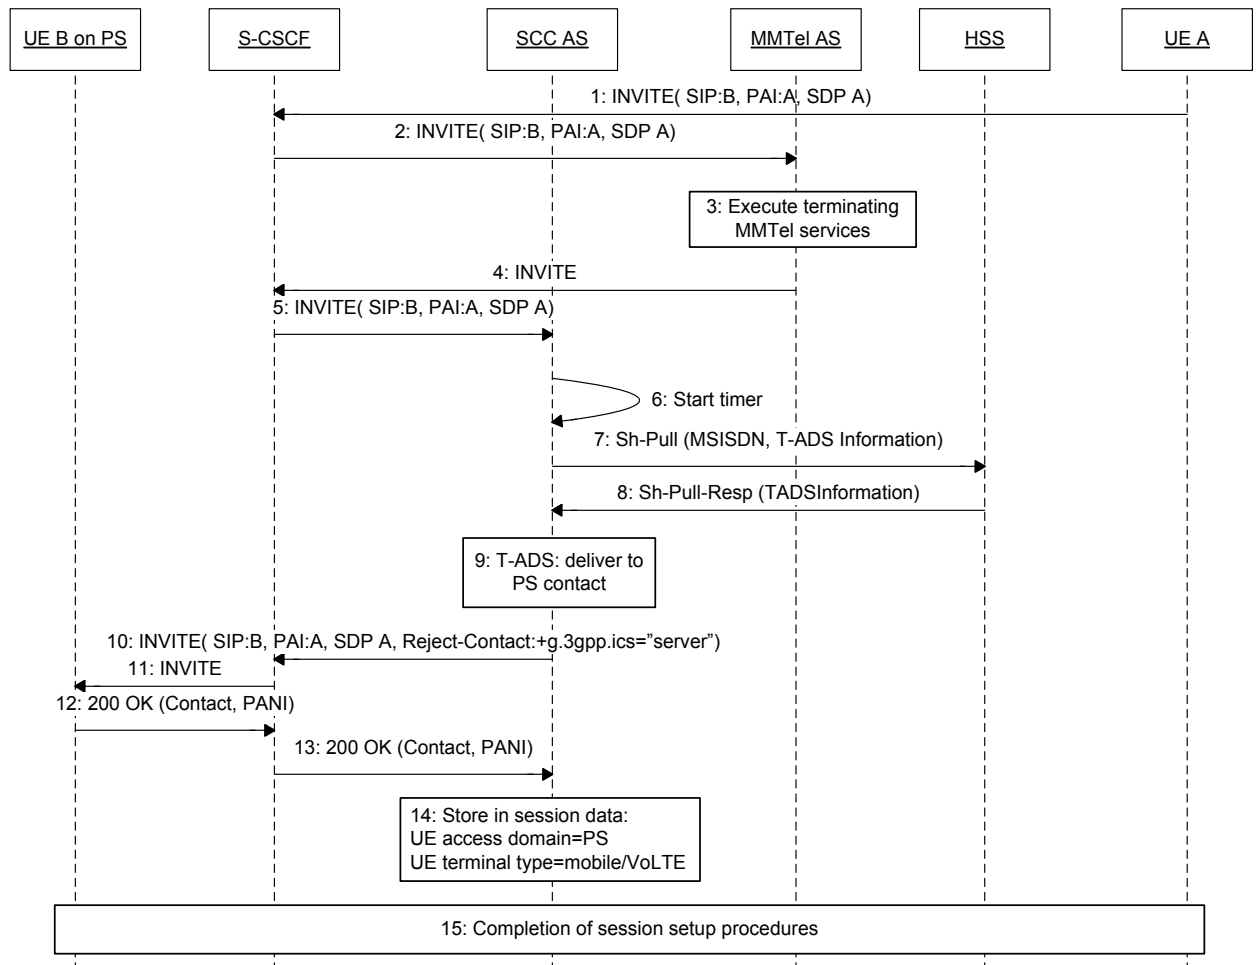 UE B on PS
S-CSCF
SCC AS
MMTel AS
HSS
UE A
1: INVITE( SIP:B, PAI:A, SDP A)
2: INVITE( SIP:B, PAI:A, SDP A)
3: Execute terminating
MMTel services
4: INVITE
5: INVITE( SIP:B, PAI:A, SDP A)
6: Start timer
7: Sh-Pull (MSISDN, T-ADS Information)
8: Sh-Pull-Resp (TADSInformation)
9: T-ADS: deliver to
PS contact
10: INVITE( SIP:B, PAI:A, SDP A, Reject-Contact:+g.3gpp.ics=”server”)
11: INVITE
12: 200 OK (Contact, PANI)
13: 200 OK (Contact, PANI)
14: Store in session data:
UE access domain=PS
UE terminal type=mobile/VoLTE
15: Completion of session setup procedures